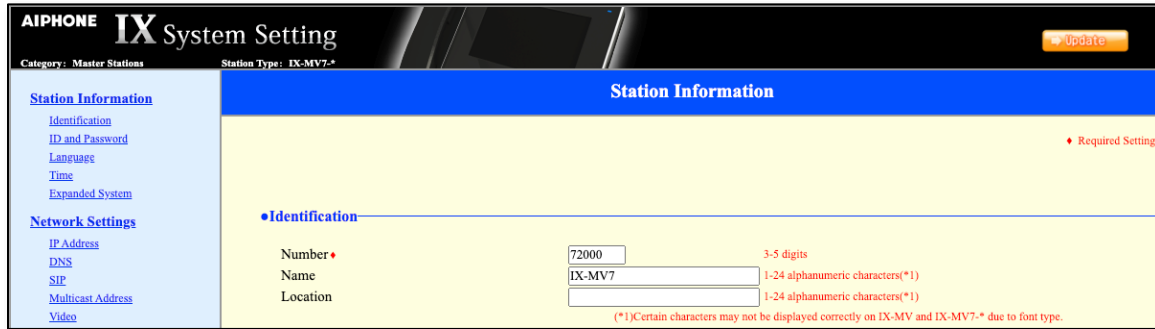 AIPHONE IX System Setting
Update
Category: Master Stations Station Type: IX-MV7-*
Station Information
Identification
ID and Password
Language
Time
Expanded System
Network Settings
IP Address
DNS
SIP
Multicast Address
Video
Station Information
♦ Required Setting
●Identification
Number♦ 72000 3-5 digits
Name IX-MV7 1-24 alphanumeric characters(*1)
Location 1-24 alphanumeric characters(*1)
(*1)Certain characters may not be displayed correctly on IX-MV and IX-MV7-* due to font type.